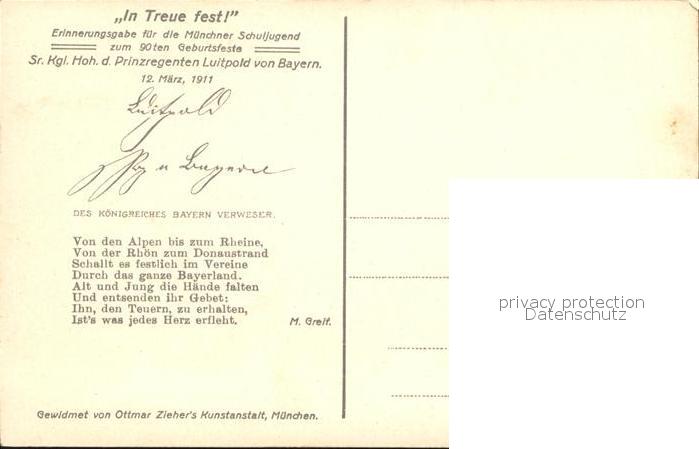 „In Treue fest!"
Erinnerungsgabe für die Münchner Schuljugend
zum 90ten Geburtsfeste
Sr. Kgl. Hoh. d. Prinzregenten Luitpold von Bayern.
12. März, 1911
Luitpold
Bayern
DES KÖNIGREICHES BAYERN VERWESER.
Von den Alpen bis zum Rheine,
Von der Rhön zum Donaustrand
Schallt es festlich im Vereine
Durch das ganze Bayerland.
Alt und Jung die Hände falten
Und entsenden ihr Gebet:
Ihn, den Teuern, zu erhalten,
Ist's was jedes Herz erfleht. M. Greif.
Gewidmet von Ottmar Zieher's Kunstanstalt, München.
privacy protection
Datenschutz